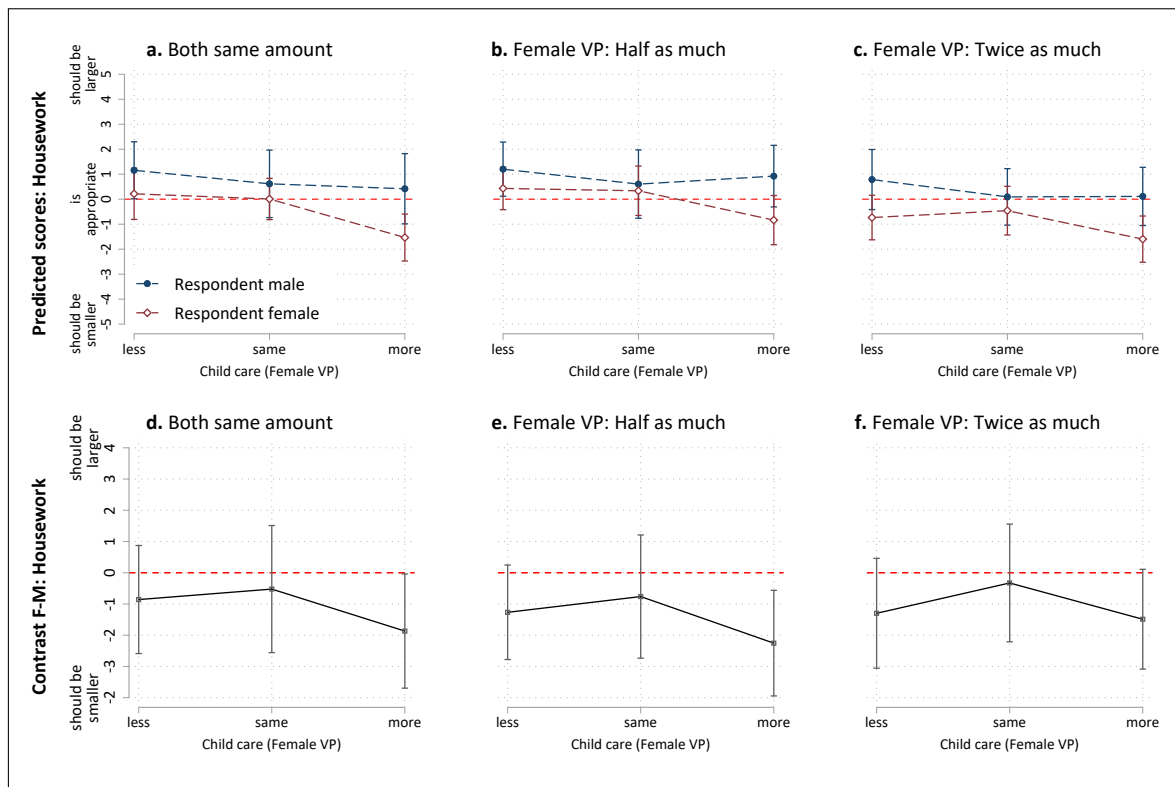 a. Both same amount
b. Female VP: Half as much
c. Female VP: Twice as much
Predicted scores: Housework
should be
larger
is
appropriate
should be
smaller
5
4
3
2
1
0
-1
-2
-3
-4
-5
Respondent male
Respondent female
less
same
more
Child care (Female VP)
less
same
more
Child care (Female VP)
less
same
more
Child care (Female VP)
d. Both same amount
e. Female VP: Half as much
f. Female VP: Twice as much
Contrast F-M: Housework
should be
larger
should be
smaller
4
3
2
1
0
-1
-2
-3
-2
less
same
more
Child care (Female VP)
less
same
more
Child care (Female VP)
less
same
more
Child care (Female VP)